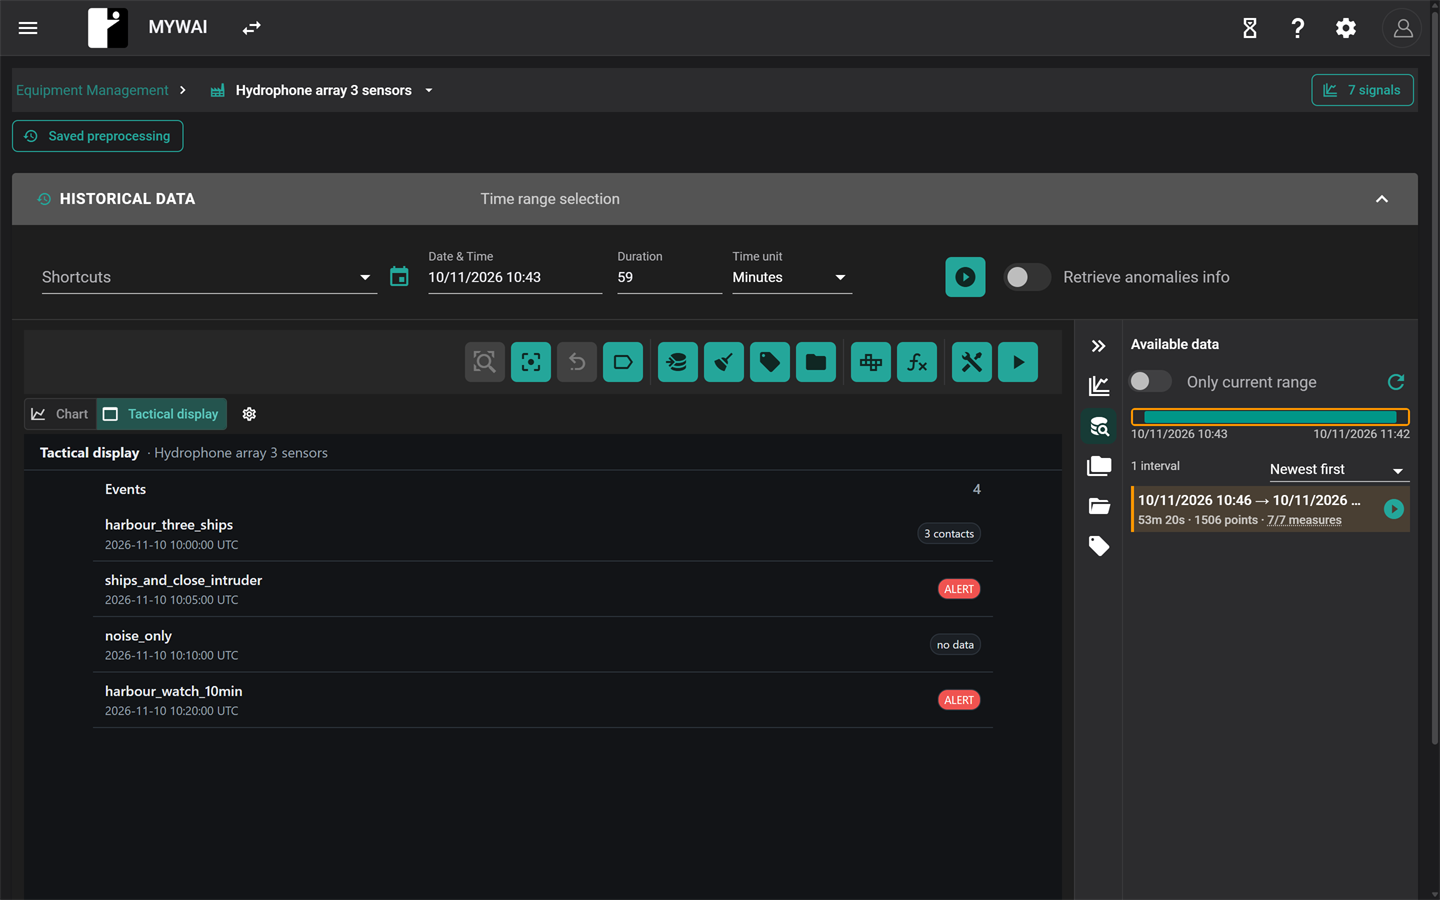 MYWAI
Equipment Management
Hydrophone array 3 sensors
7 signals
Saved preprocessing
HISTORICAL DATA
Time range selection
Shortcuts
Date & Time
10/11/2026 10:43
Duration
59
Time unit
Minutes
Retrieve anomalies info
Chart
Tactical display
Tactical display · Hydrophone array 3 sensors
Events 4
harbour_three_ships
2026-11-10 10:00:00 UTC
3 contacts
ships_and_close_intruder
2026-11-10 10:05:00 UTC
ALERT
noise_only
2026-11-10 10:10:00 UTC
no data
harbour_watch_10min
2026-11-10 10:20:00 UTC
ALERT
Available data
Only current range
10/11/2026 10:43 10/11/2026 11:42
1 interval
Newest first
10/11/2026 10:46 → 10/11/2026 ...
53m 20s · 1506 points · 7/7 measures